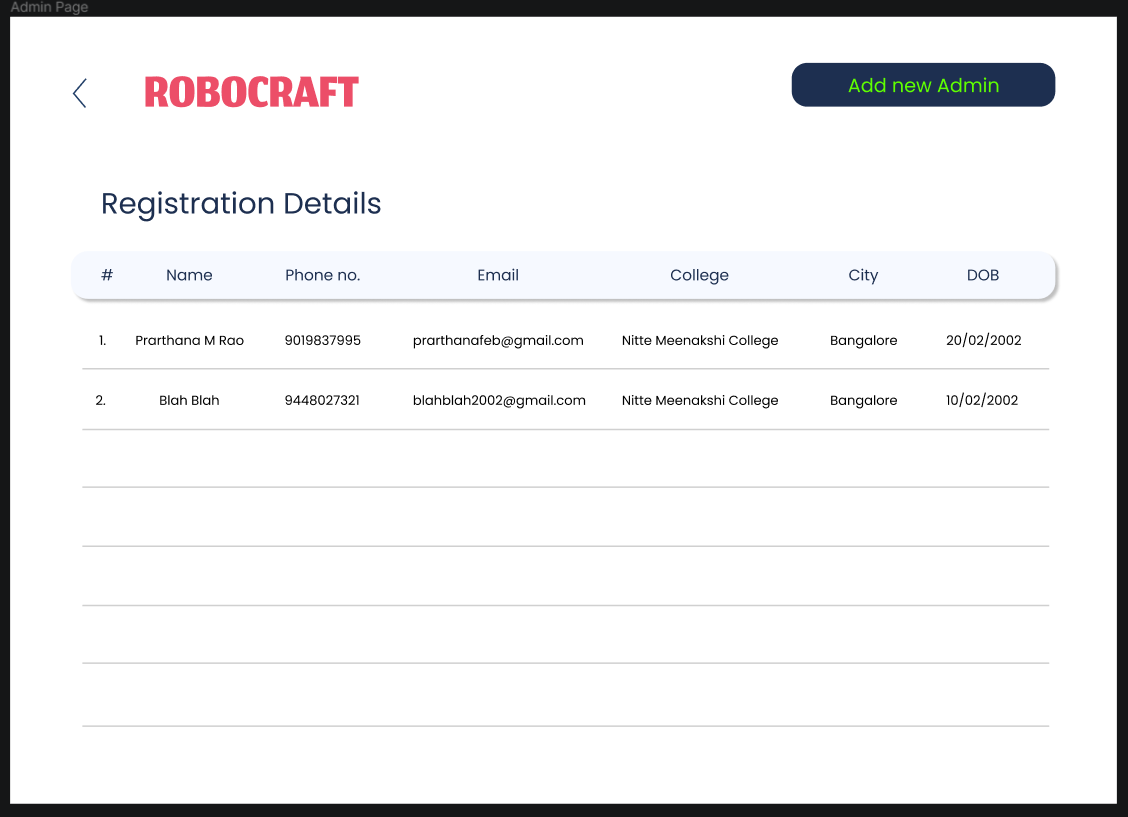 Admin Page
ROBOCRAFT
Add new Admin
Registration Details
# Name Phone no. Email College City DOB
1. Prarthana M Rao 9019837995 prarthanafeb@gmail.com Nitte Meenakshi College Bangalore 20/02/2002
2. Blah Blah 9448027321 blahblah2002@gmail.com Nitte Meenakshi College Bangalore 10/02/2002